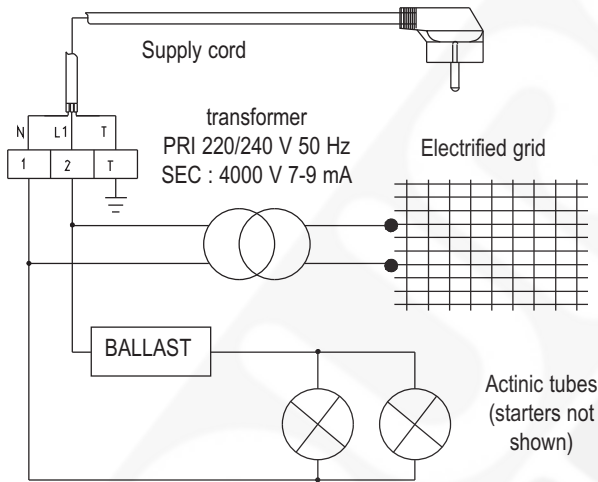 Supply cord
N L1 T
1 2 T
transformer
PRI 220/240 V 50 Hz
SEC : 4000 V 7-9 mA
Electrified grid
BALLAST
Actinic tubes
(starters not
shown)